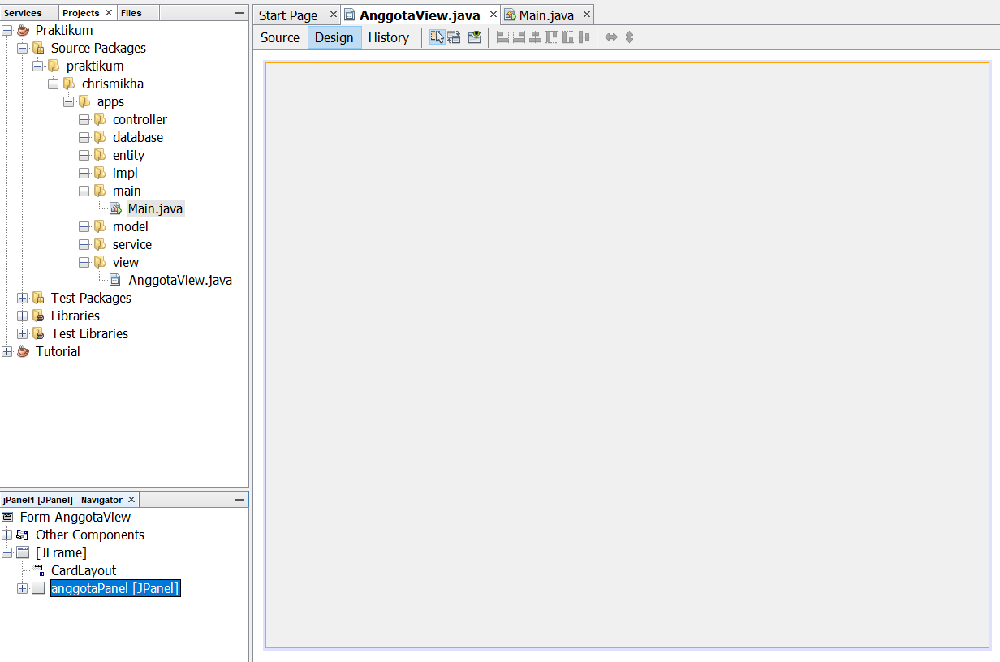 Services Projects Files
Praktikum
Source Packages
praktikum
chrismikha
apps
controller
database
entity
impl
main
Main.java
model
service
view
AnggotaView.java
Test Packages
Libraries
Test Libraries
Tutorial
jPanel1 [JPanel] - Navigator
Form AnggotaView
Other Components
[JFrame]
CardLayout
anggotaPanel [JPanel]
Start Page AnggotaView.java Main.java
Source Design History